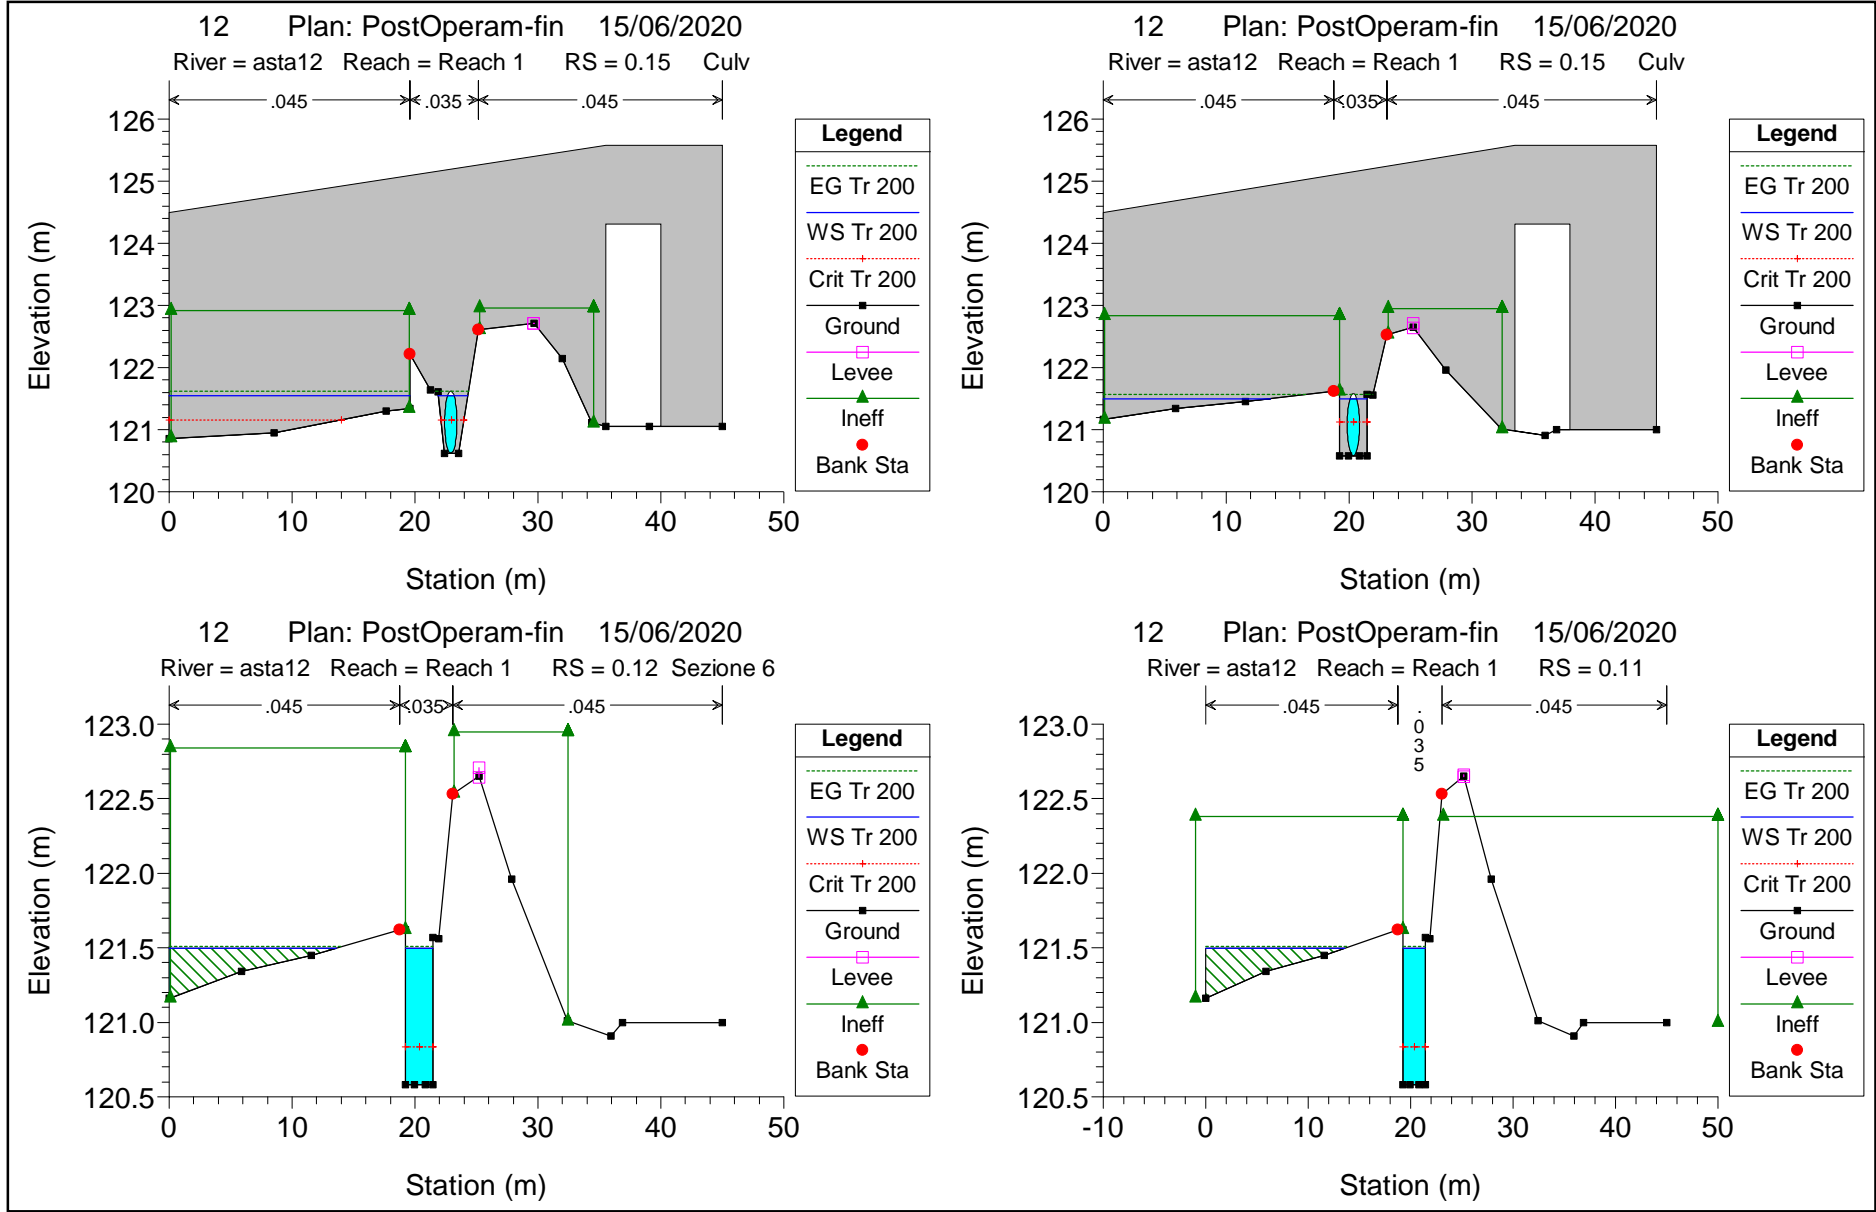 12 Plan: PostOperam-fin 15/06/2020
River = asta12 Reach = Reach 1 RS = 0.15 Culv
.045 .035 .045
126
125
124
123
122
121
120
0 10 20 30 40 50
Elevation (m)
Station (m)
Legend
EG Tr 200
WS Tr 200
Crit Tr 200
Ground
Levee
Ineff
Bank Sta
12 Plan: PostOperam-fin 15/06/2020
River = asta12 Reach = Reach 1 RS = 0.15 Culv
.045 .035 .045
126
125
124
123
122
121
120
0 10 20 30 40 50
Elevation (m)
Station (m)
Legend
EG Tr 200
WS Tr 200
Crit Tr 200
Ground
Levee
Ineff
Bank Sta
12 Plan: PostOperam-fin 15/06/2020
River = asta12 Reach = Reach 1 RS = 0.12 Sezione 6
.045 .035 .045
123.0
122.5
122.0
121.5
121.0
120.5
0 10 20 30 40 50
Elevation (m)
Station (m)
Legend
EG Tr 200
WS Tr 200
Crit Tr 200
Ground
Levee
Ineff
Bank Sta
12 Plan: PostOperam-fin 15/06/2020
River = asta12 Reach = Reach 1 RS = 0.11
.045 .035 .045
123.0
122.5
122.0
121.5
121.0
120.5
-10 0 10 20 30 40 50
Elevation (m)
Station (m)
Legend
EG Tr 200
WS Tr 200
Crit Tr 200
Ground
Levee
Ineff
Bank Sta